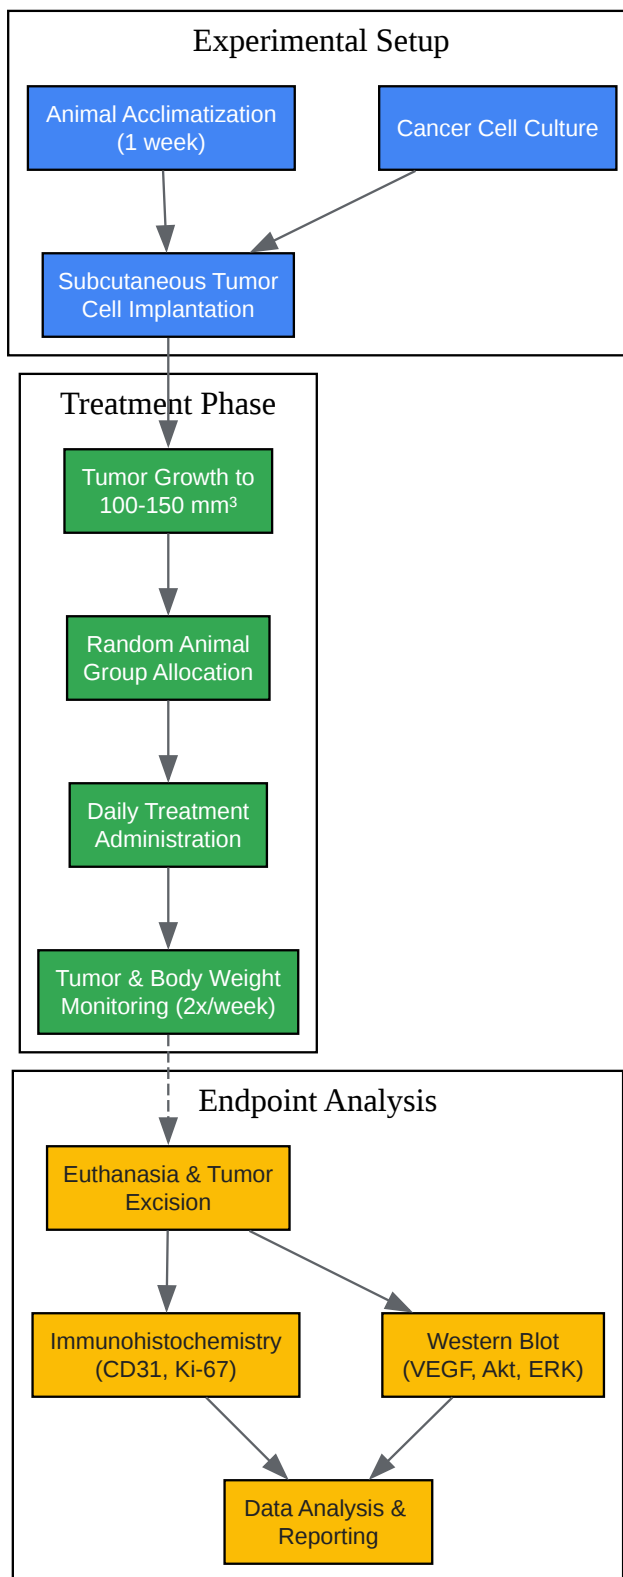 Experimental Setup
Animal Acclimatization
(1 week)
Cancer Cell Culture
Subcutaneous Tumor
Cell Implantation
Treatment Phase
Tumor Growth to
100-150 mm³
Random Animal
Group Allocation
Daily Treatment
Administration
Tumor & Body Weight
Monitoring (2x/week)
Endpoint Analysis
Euthanasia & Tumor
Excision
Immunohistochemistry
(CD31, Ki-67)
Western Blot
(VEGF, Akt, ERK)
Data Analysis &
Reporting